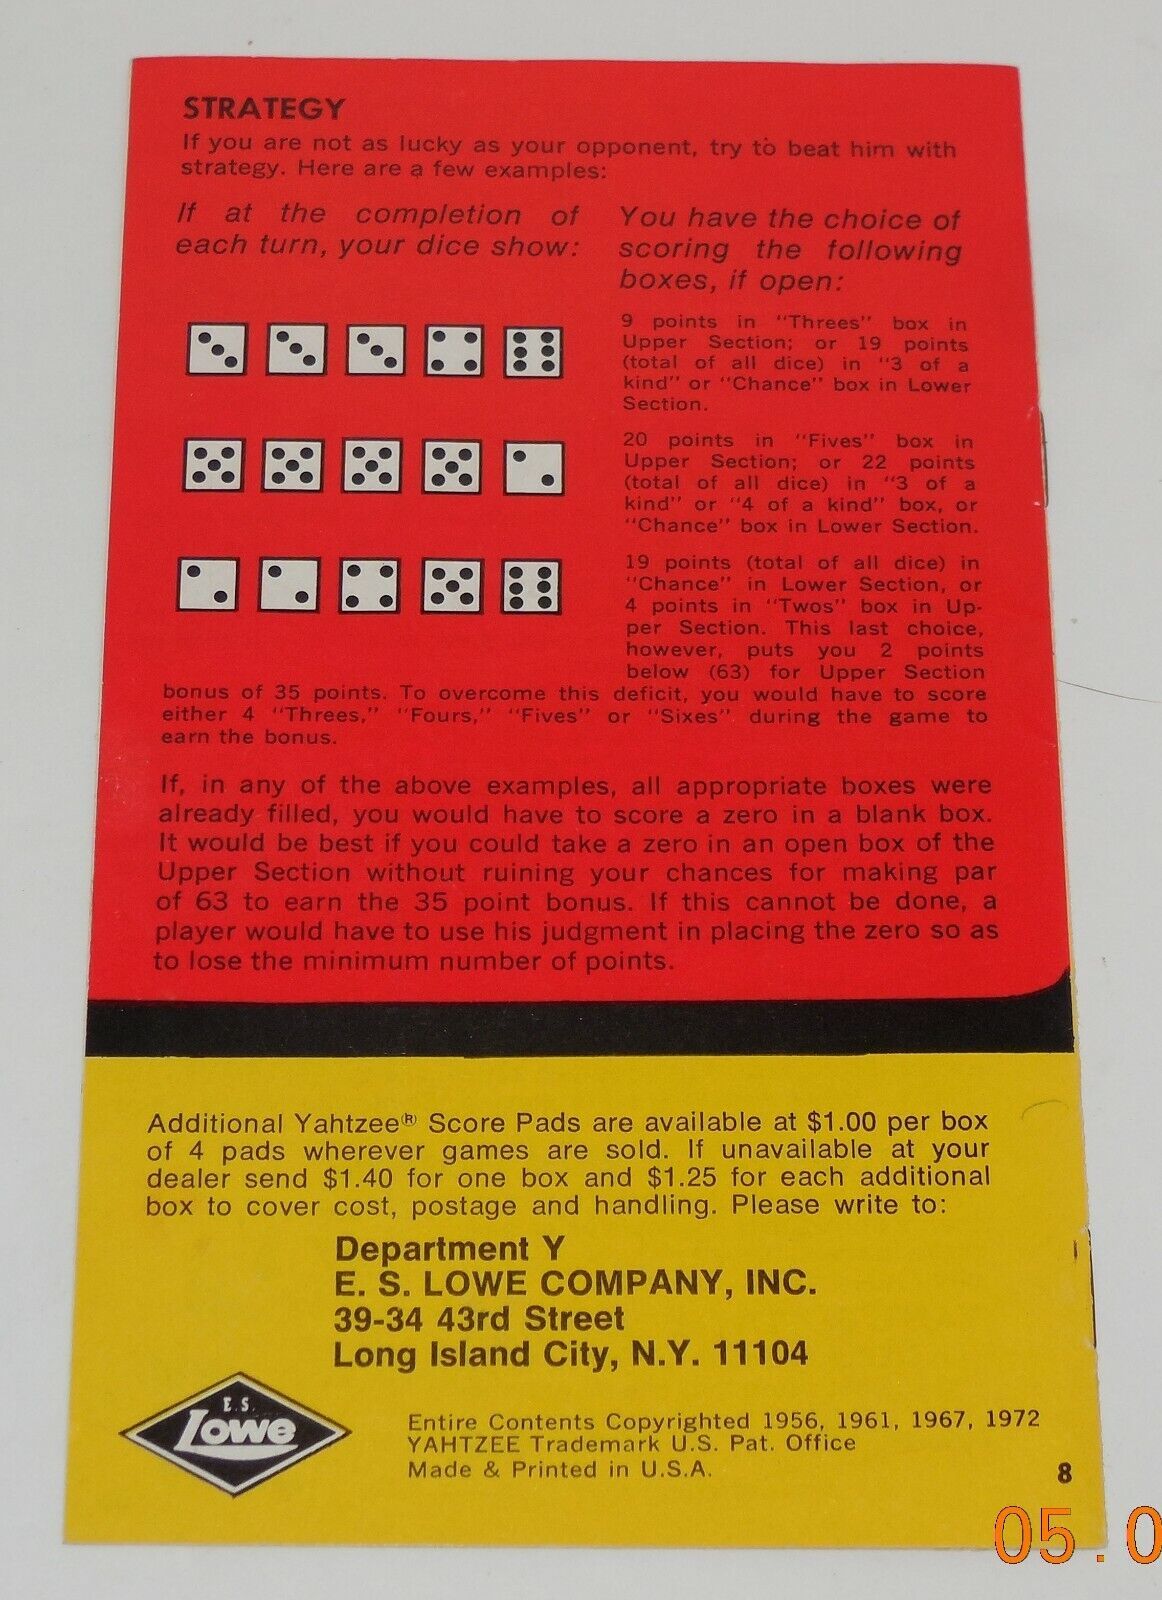 STRATEGY
If you are not as lucky as your opponent, try to beat him with
strategy. Here are a few examples:
If at the completion of
each turn, your dice show:
You have the choice of
scoring the following
boxes, if open:
9 points in "Threes" box in
Upper Section; or 19 points
(total of all dice) in "3 of a
kind" or "Chance" box in Lower
Section.
20 points in "Fives" box in
Upper Section; or 22 points
(total of all dice) in "3 of a
kind" or "4 of a kind" box, or
"Chance" box in Lower Section.
19 points (total of all dice) in
"Chance" in Lower Section, or
4 points in "Twos" box in Up-
per Section. This last choice,
however, puts you 2 points
below (63) for Upper Section
bonus of 35 points. To overcome this deficit, you would have to score
either 4 "Threes," "Fours," "Fives" or "Sixes" during the game to
earn the bonus.
If, in any of the above examples, all appropriate boxes were
already filled, you would have to score a zero in a blank box.
It would be best if you could take a zero in an open box of the
Upper Section without ruining your chances for making par
of 63 to earn the 35 point bonus. If this cannot be done, a
player would have to use his judgment in placing the zero so as
to lose the minimum number of points.
Additional Yahtzee® Score Pads are available at $1.00 per box
of 4 pads wherever games are sold. If unavailable at your
dealer send $1.40 for one box and $1.25 for each additional
box to cover cost, postage and handling. Please write to:
Department Y
E. S. LOWE COMPANY, INC.
39-34 43rd Street
Long Island City, N.Y. 11104
E.S.
Lowe
Entire Contents Copyrighted 1956, 1961, 1967, 1972
YAHTZEE Trademark U.S. Pat. Office
Made & Printed in U.S.A.
8
05.0